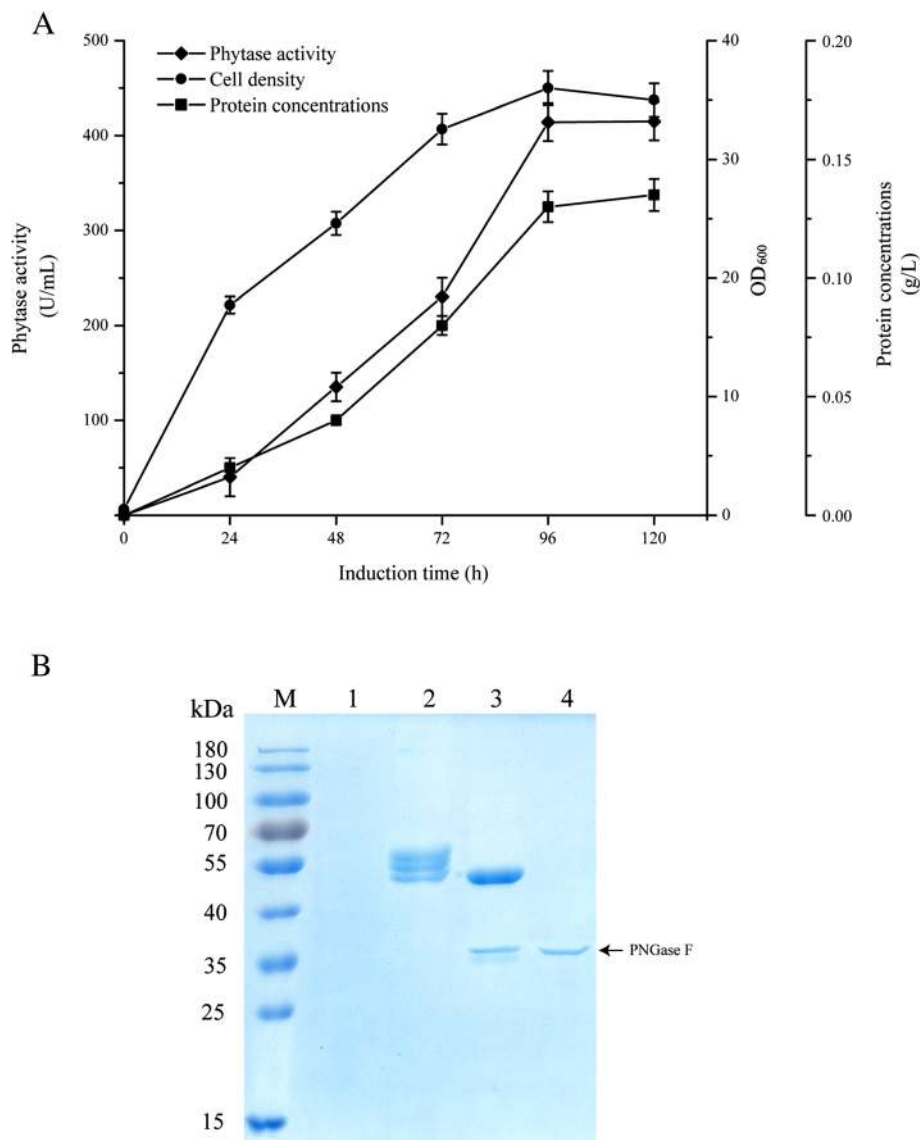 A
Phytase activity
Cell density
Protein concentrations
500
400
300
200
100
0
24
48
72
96
120
Induction time (h)
Phytase activity
(U/mL)
40
30
20
10
0
OD600
0.20
0.15
0.10
0.05
0.00
Protein concentrations
(g/L)
B
kDa
M
1
2
3
4
180
130
100
70
55
40
35
25
15
PNGase F